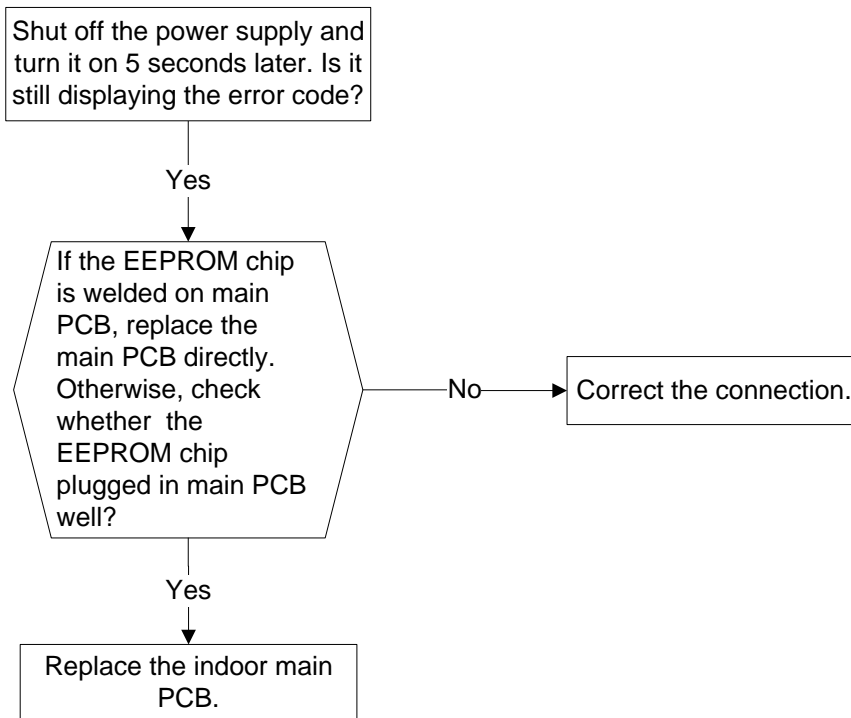 Shut off the power supply and
turn it on 5 seconds later. Is it
still displaying the error code?
Yes
If the EEPROM chip
is welded on main
PCB, replace the
main PCB directly.
Otherwise, check
whether the
EEPROM chip
plugged in main PCB
well?
No
Correct the connection.
Yes
Replace the indoor main
PCB.